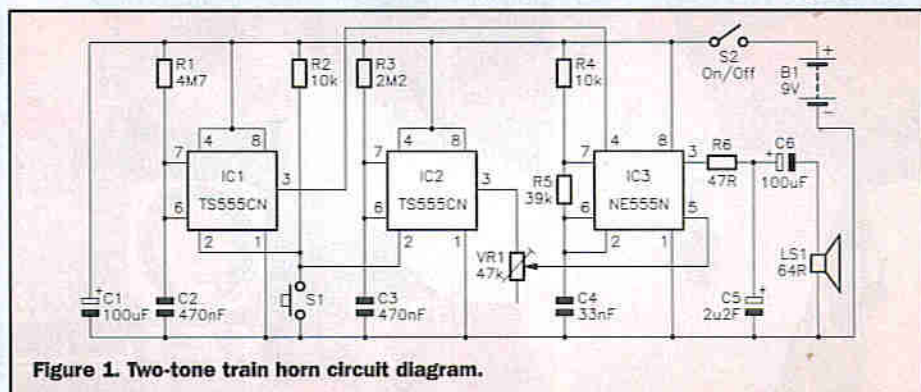 R1
4M7
R2
10k
R3
2M2
R4
10k
S2
On/Off
+
B1
9V
−
4 8
7
IC1
TS555CN
3
6
2 1
4 8
7
IC2
TS555CN
3
6
2 1
4 8
7
IC3
NE555N
3
6
5
2 1
R5
39k
R6
47R
+
C6
100uF
VR1
47k
LS1
64R
+
C1
100uF
C2
470nF
S1
C3
470nF
C4
33nF
+
C5
2u2F
Figure 1. Two-tone train horn circuit diagram.